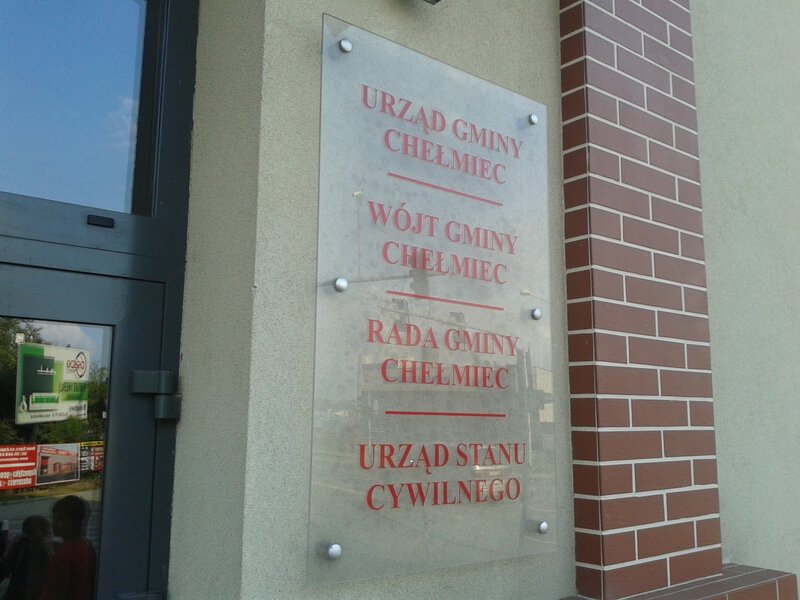 URZĄD GMINY
CHEŁMIEC
WÓJT GMINY
CHEŁMIEC
RADA GMINY
CHEŁMIEC
URZĄD STANU
CYWILNEGO